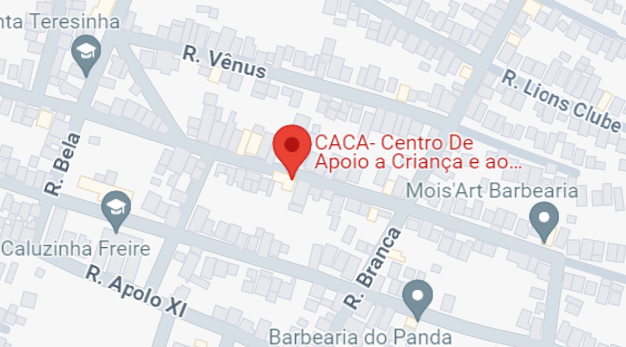 nta Teresinha
R. Vênus
R. Lions Clube
CACA- Centro De
Apoio a Criança e ao...
R. Bela
Mois'Art Barbearia
Caluzinha Freire
R. Branca
R. Apolo XI
Barbearia do Panda